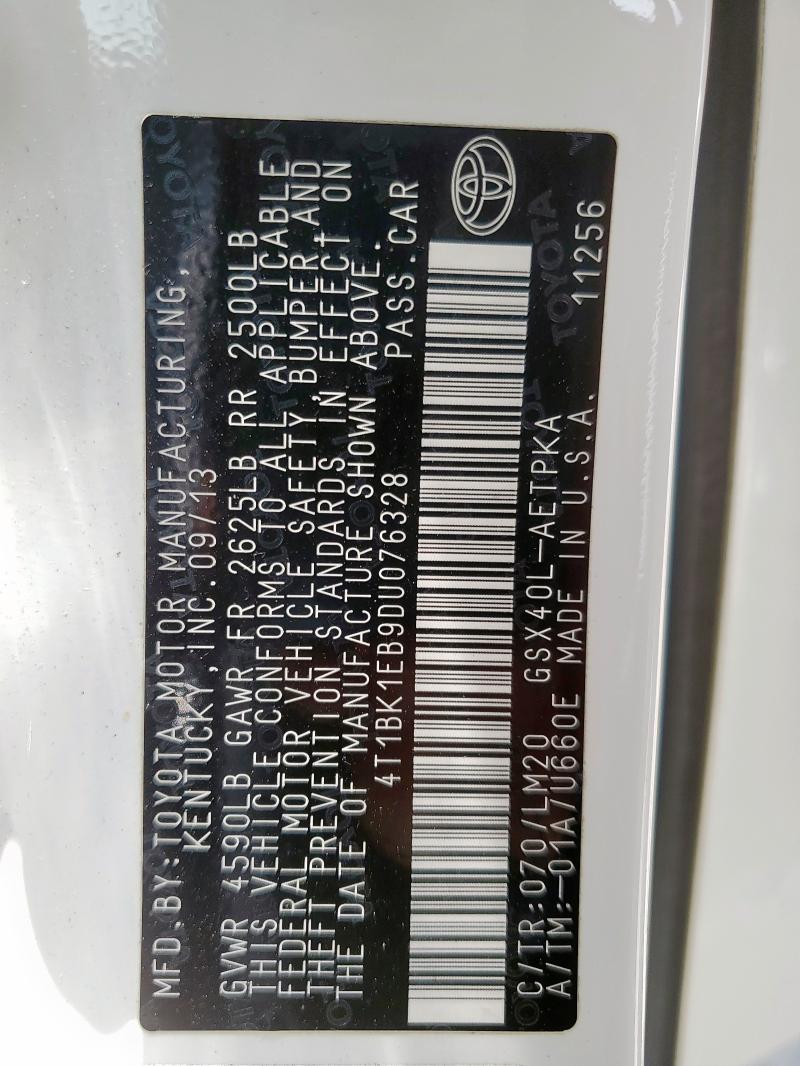 MFD.BY:TOYOTA MOTOR MANUFACTURING,
KENTUCKY,INC.09/13
GVWR 4590LB GAWR FR 2625LB RR 2500LB
THIS VEHICLE CONFORMS TO ALL APPLICABLE
FEDERAL MOTOR VEHICLE SAFETY, BUMPER, AND
THEFT PREVENTION STANDARDS IN EFFECT ON
THE DATE OF MANUFACTURE SHOWN ABOVE.
4T1BK1EB9DU076328 PASS.CAR
C/TR:070/LM20 GSX40L-AETPKA
A/TM:-01A/U660E MADE IN U.S.A. 11256
TOYOTA